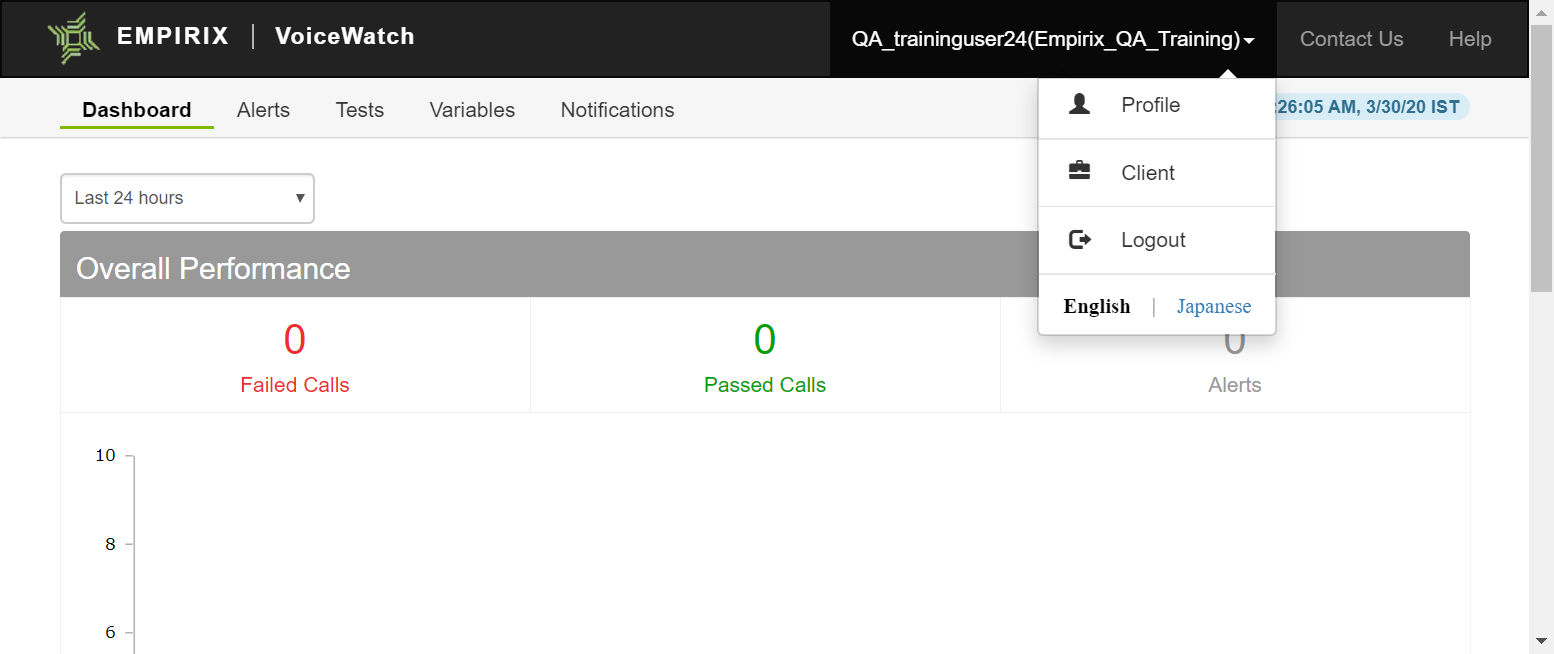 EMPIRIX | VoiceWatch
QA_traininguser24(Empirix_QA_Training)
Contact Us
Help
Dashboard
Alerts
Tests
Variables
Notifications
:26:05 AM, 3/30/20 IST
Profile
Client
Logout
English | Japanese
Last 24 hours
Overall Performance
0
Failed Calls
0
Passed Calls
0
Alerts
10
8
6